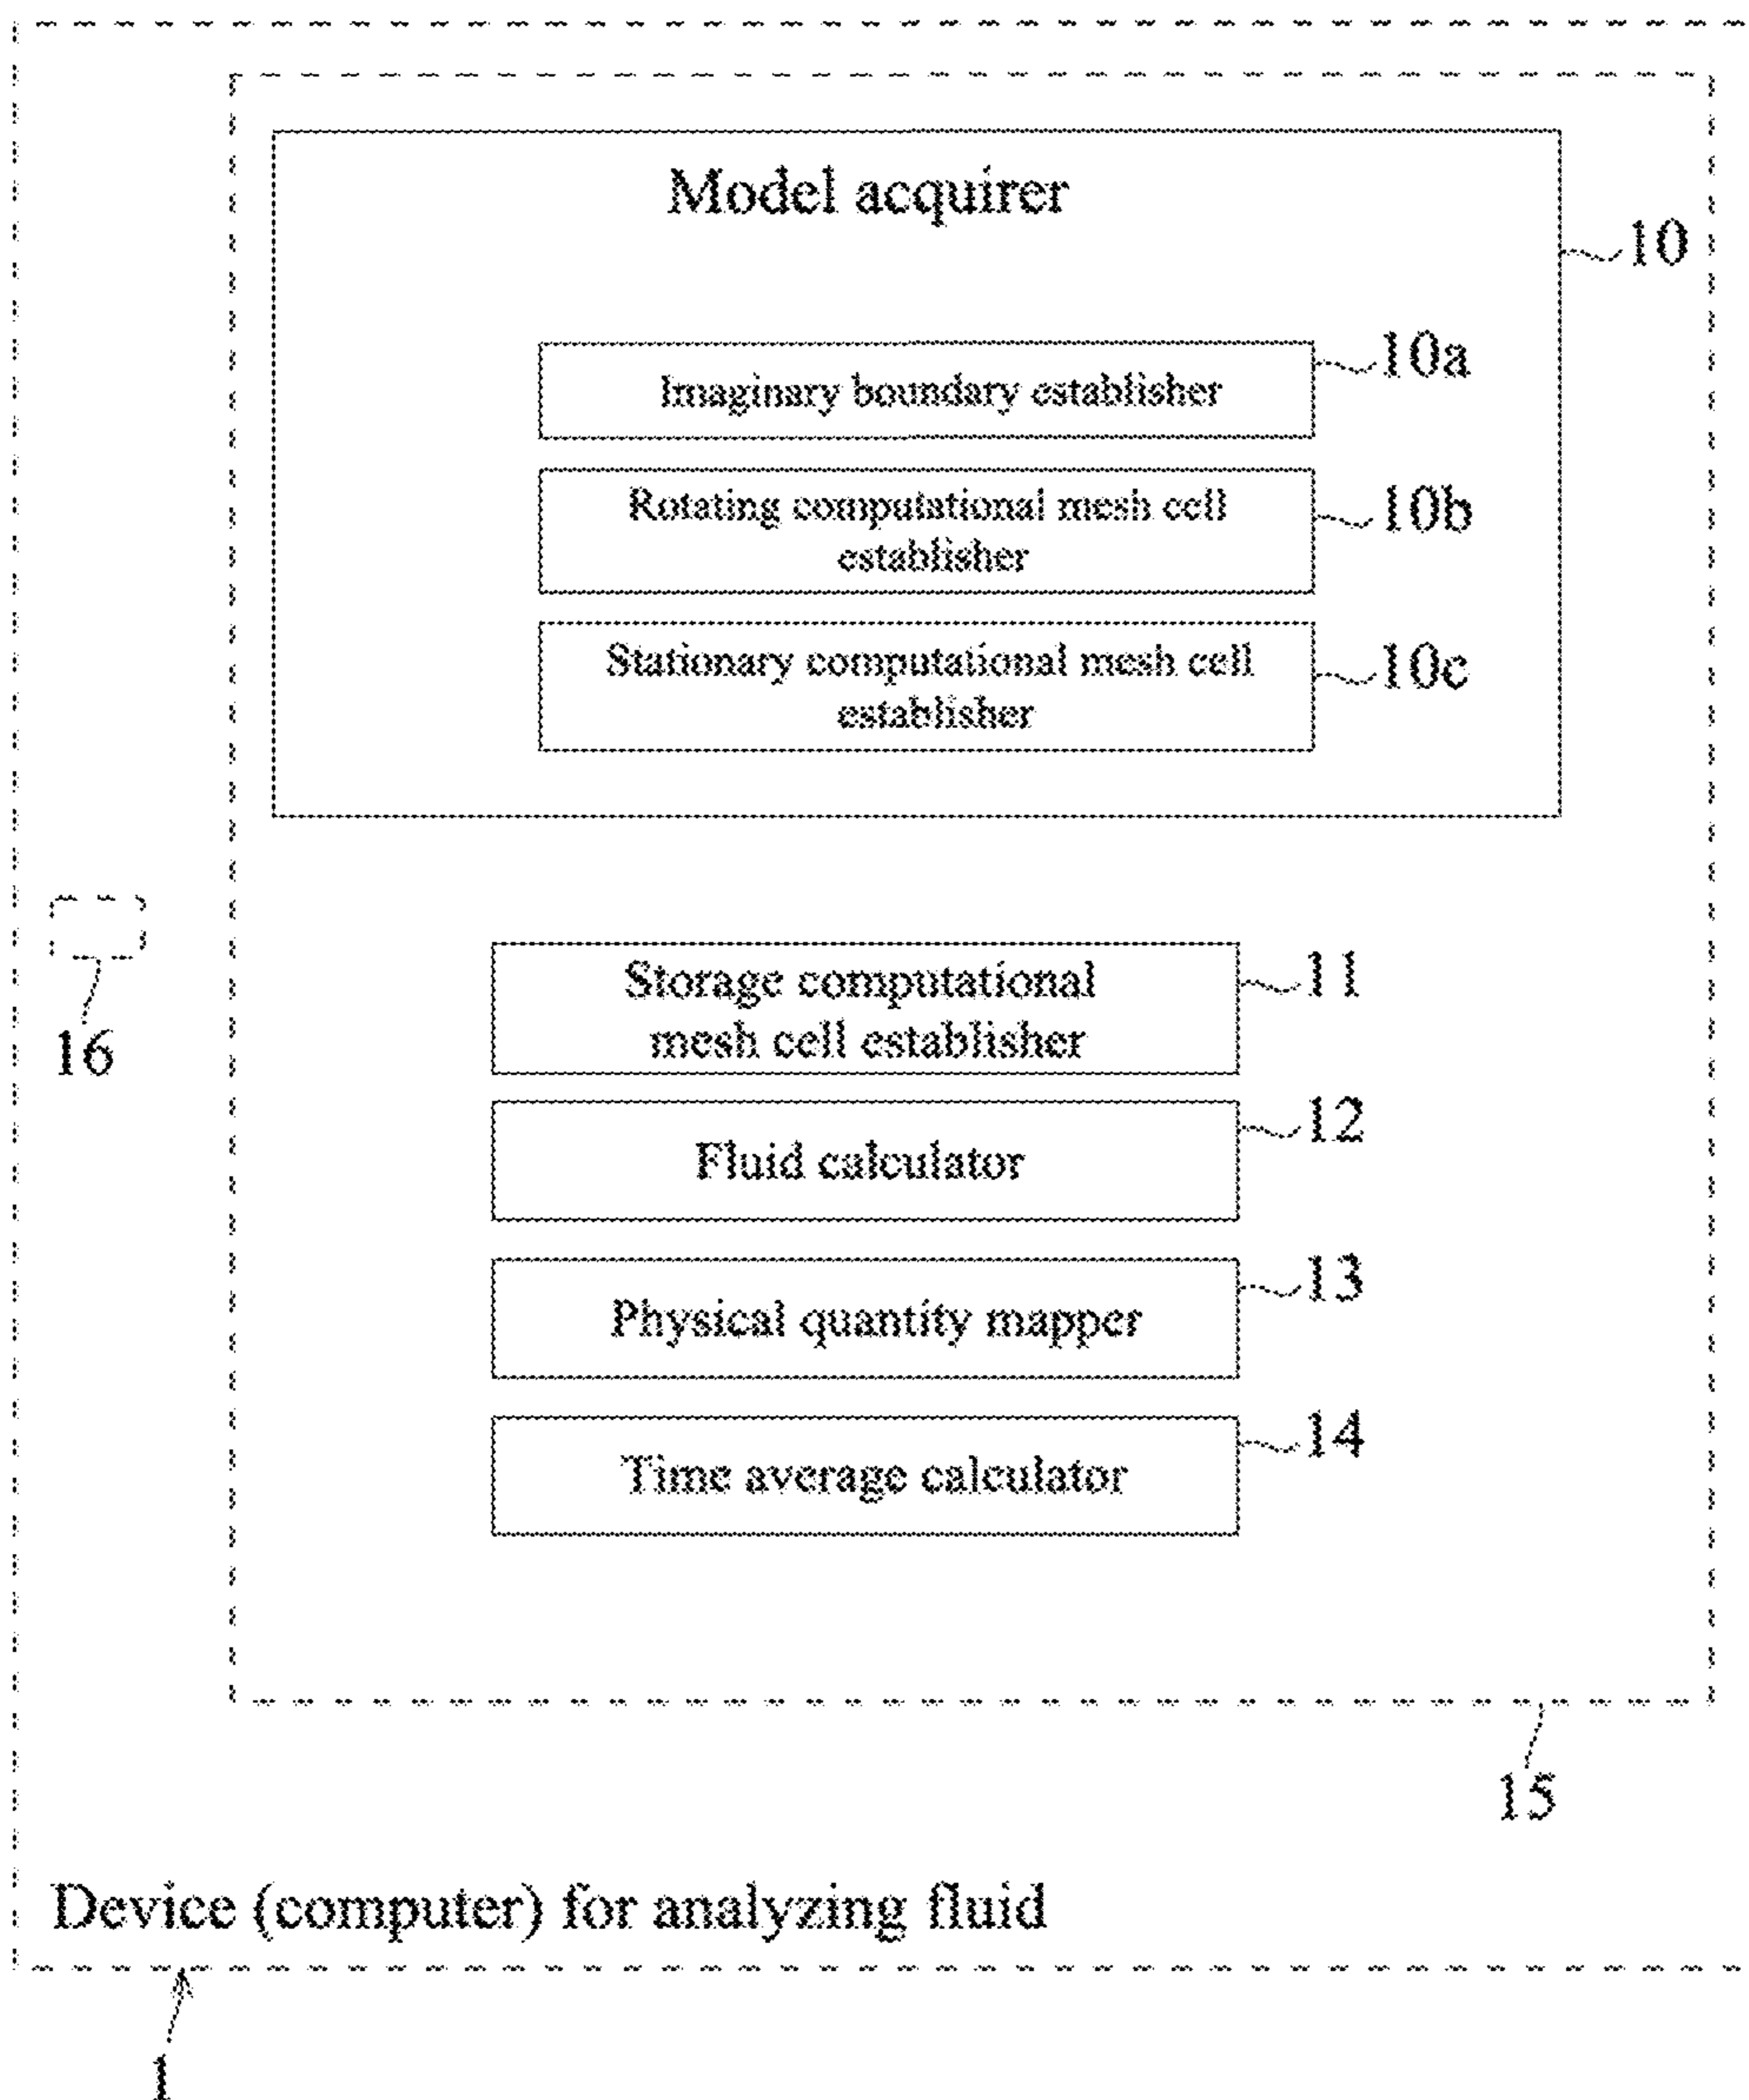 Model acquirer
10
Imaginary boundary establisher
10a
Rotating computational mesh cell
establisher
10b
Stationary computational mesh cell
establisher
10c
16
Storage computational
mesh cell establisher
11
Fluid calculator
12
Physical quantity mapper
13
Time average calculator
14
15
Device (computer) for analyzing fluid
1